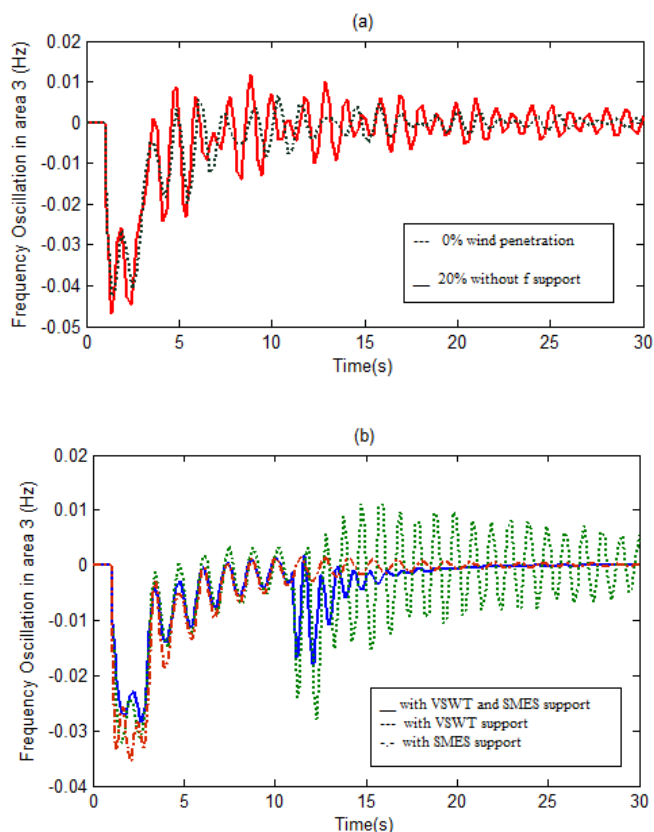 (a)
Frequency Oscillation in area 3 (Hz)
0.02
0.01
0
-0.01
-0.02
-0.03
-0.04
-0.05
0 5 10 15 20 25 30
Time(s)
0% wind penetration
20% without f support
(b)
Frequency Oscillation in area 3 (Hz)
0.02
0.01
0
-0.01
-0.02
-0.03
-0.04
0 5 10 15 20 25 30
Time(s)
with VSWT and SMES support
with VSWT support
with SMES support